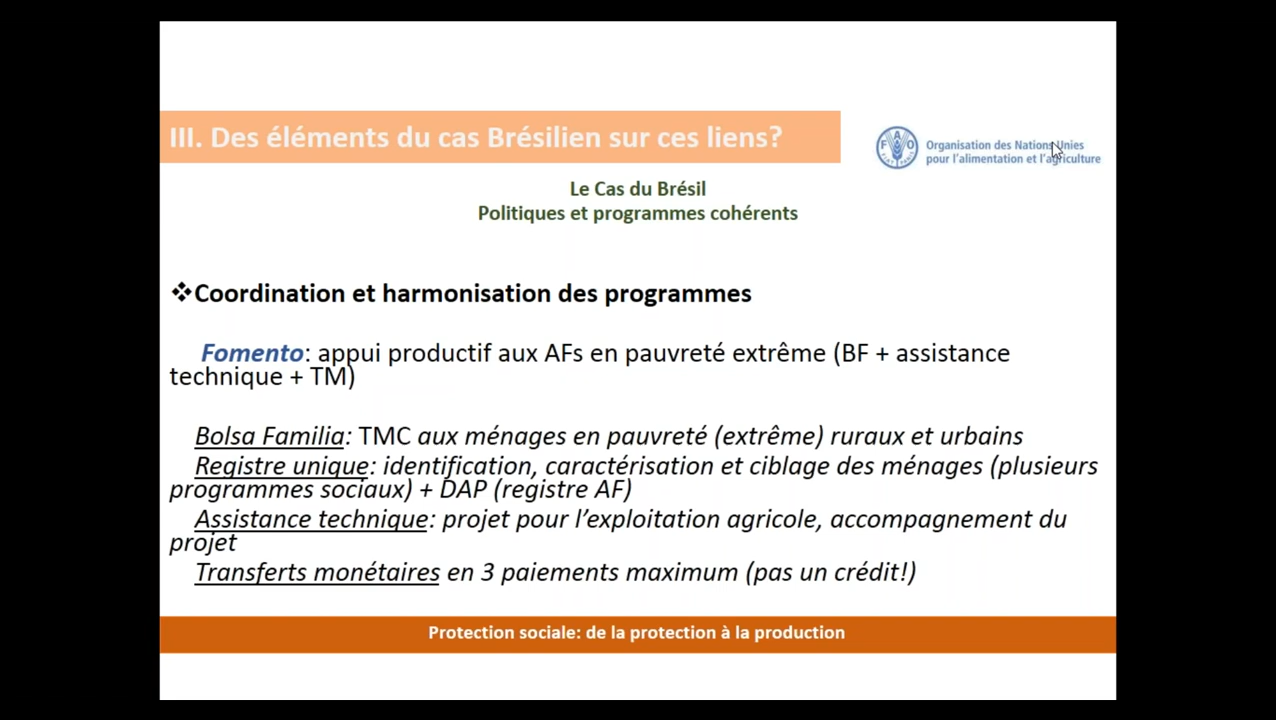 III. Des éléments du cas Brésilien sur ces liens?
FAO
FIAT PANIS
Organisation des Nations Unies
pour l'alimentation et l'agriculture
Le Cas du Brésil
Politiques et programmes cohérents
❖Coordination et harmonisation des programmes
Fomento: appui productif aux AFs en pauvreté extrême (BF + assistance
technique + TM)
Bolsa Familia: TMC aux ménages en pauvreté (extrême) ruraux et urbains
Registre unique: identification, caractérisation et ciblage des ménages (plusieurs
programmes sociaux) + DAP (registre AF)
Assistance technique: projet pour l'exploitation agricole, accompagnement du
projet
Transferts monétaires en 3 paiements maximum (pas un crédit!)
Protection sociale: de la protection à la production